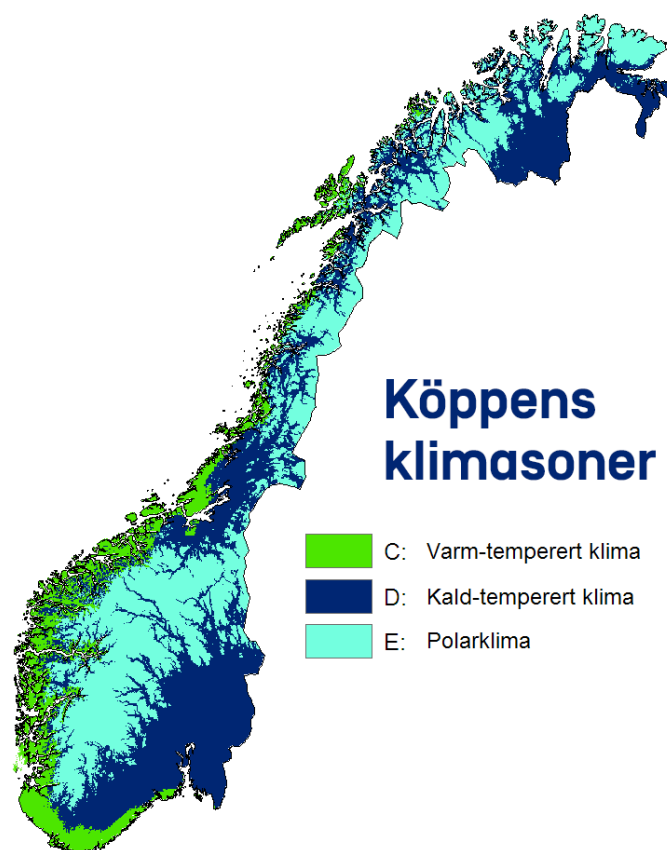 Köppens
klimasoner
C: Varm-temperert klima
D: Kald-temperert klima
E: Polarklima